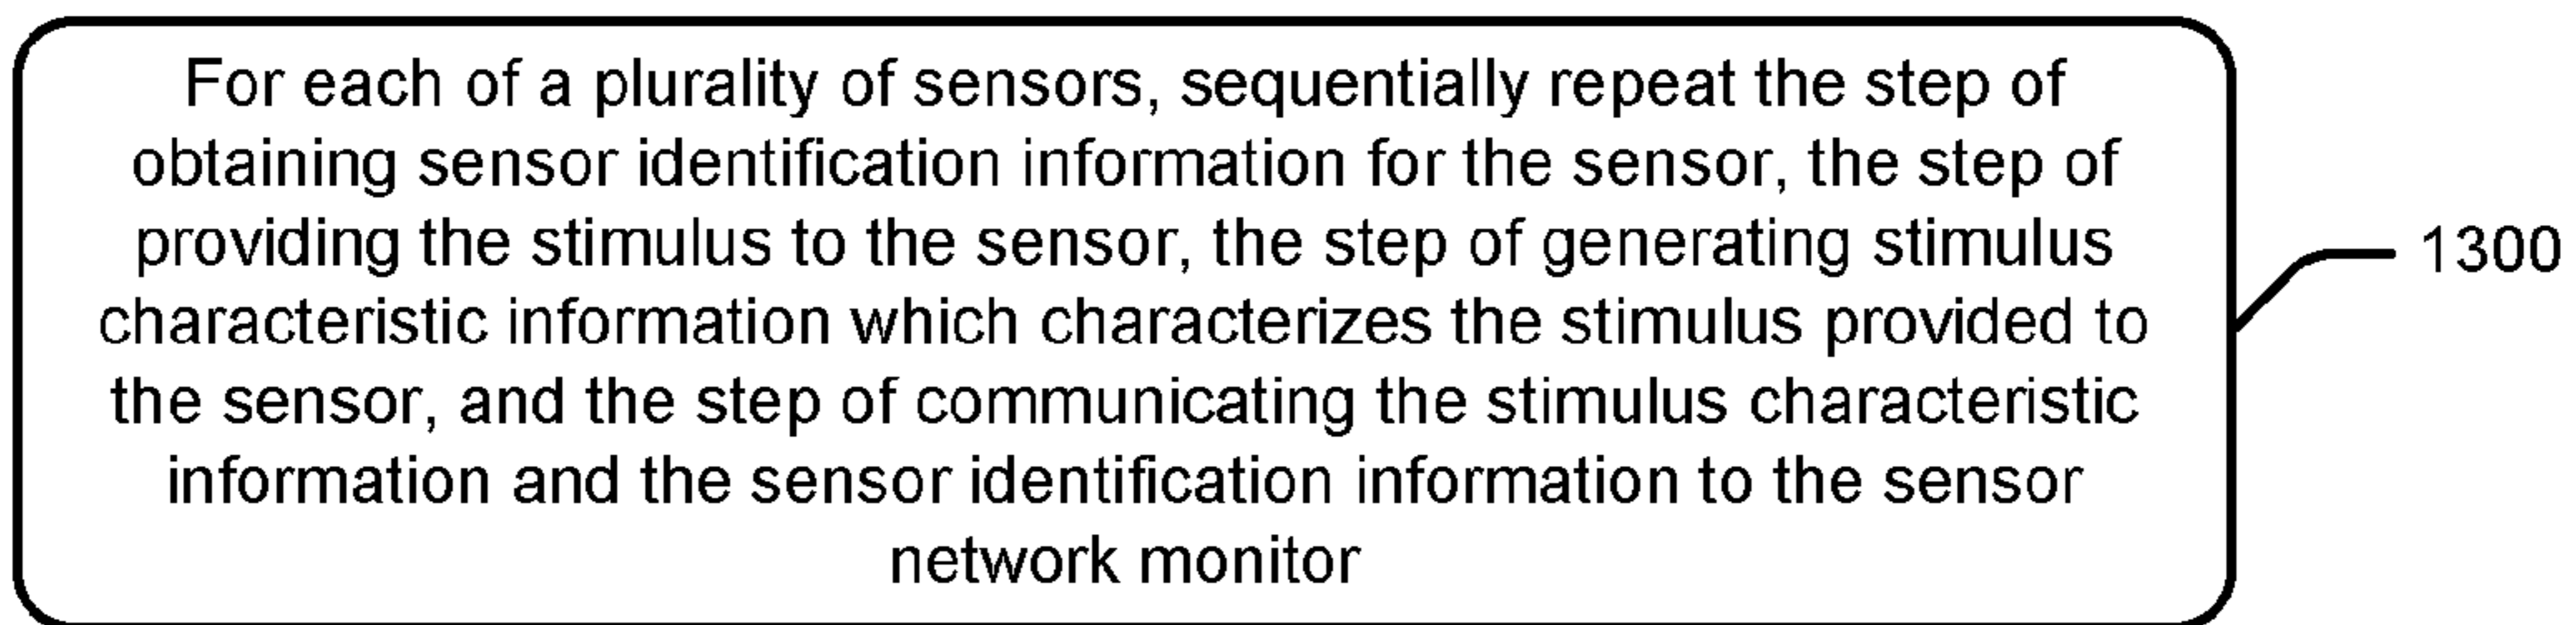 For each of a plurality of sensors, sequentially repeat the step of
obtaining sensor identification information for the sensor, the step of
providing the stimulus to the sensor, the step of generating stimulus
characteristic information which characterizes the stimulus provided to
the sensor, and the step of communicating the stimulus characteristic
information and the sensor identification information to the sensor
network monitor
1300